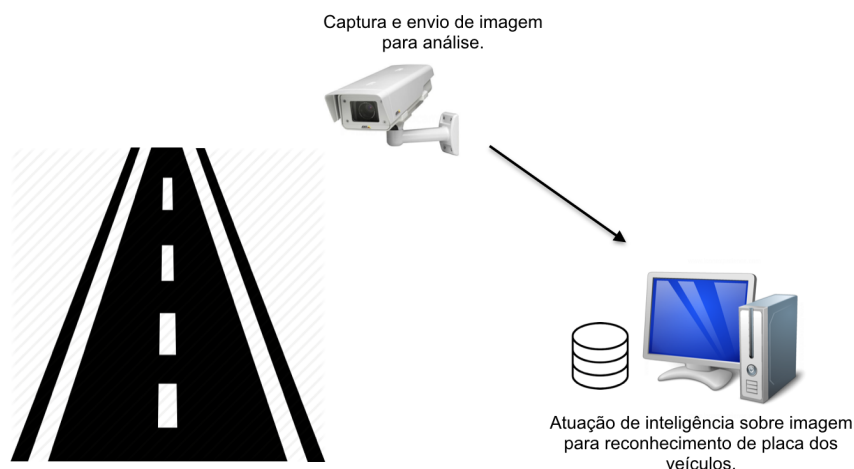 Captura e envio de imagem
para análise.
Atuação de inteligência sobre imagem
para reconhecimento de placa dos
veículos.